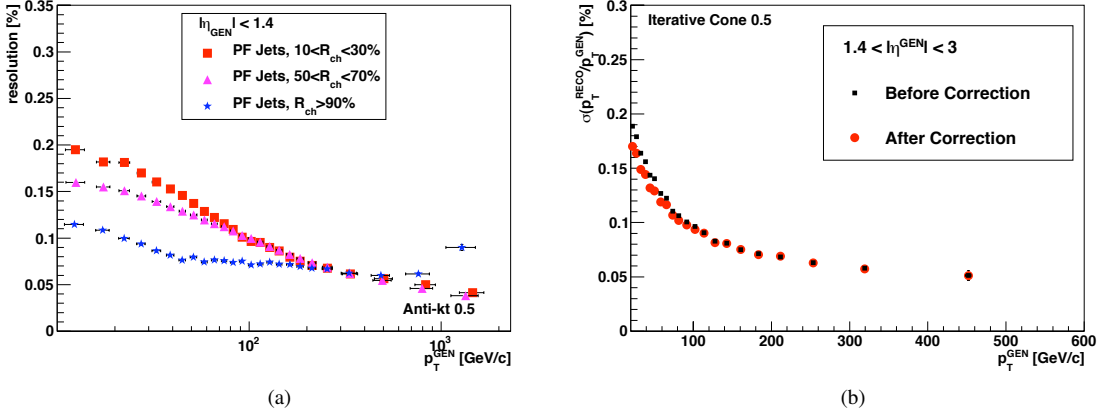 resolution [%]
0.35
0.3
0.25
0.2
0.15
0.1
0.05
0
|η_GEN| < 1.4
PF Jets, 10<R_ch<30%
PF Jets, 50<R_ch<70%
PF Jets, R_ch>90%
Anti-kt 0.5
10^2
10^3
p_T^GEN [GeV/c]
(a)
σ(p_T^RECO/p_T^GEN) [%]
0.3
0.25
0.2
0.15
0.1
0.05
0
Iterative Cone 0.5
1.4 < |η^GEN| < 3
Before Correction
After Correction
100 200 300 400 500 600
p_T^GEN [GeV/c]
(b)